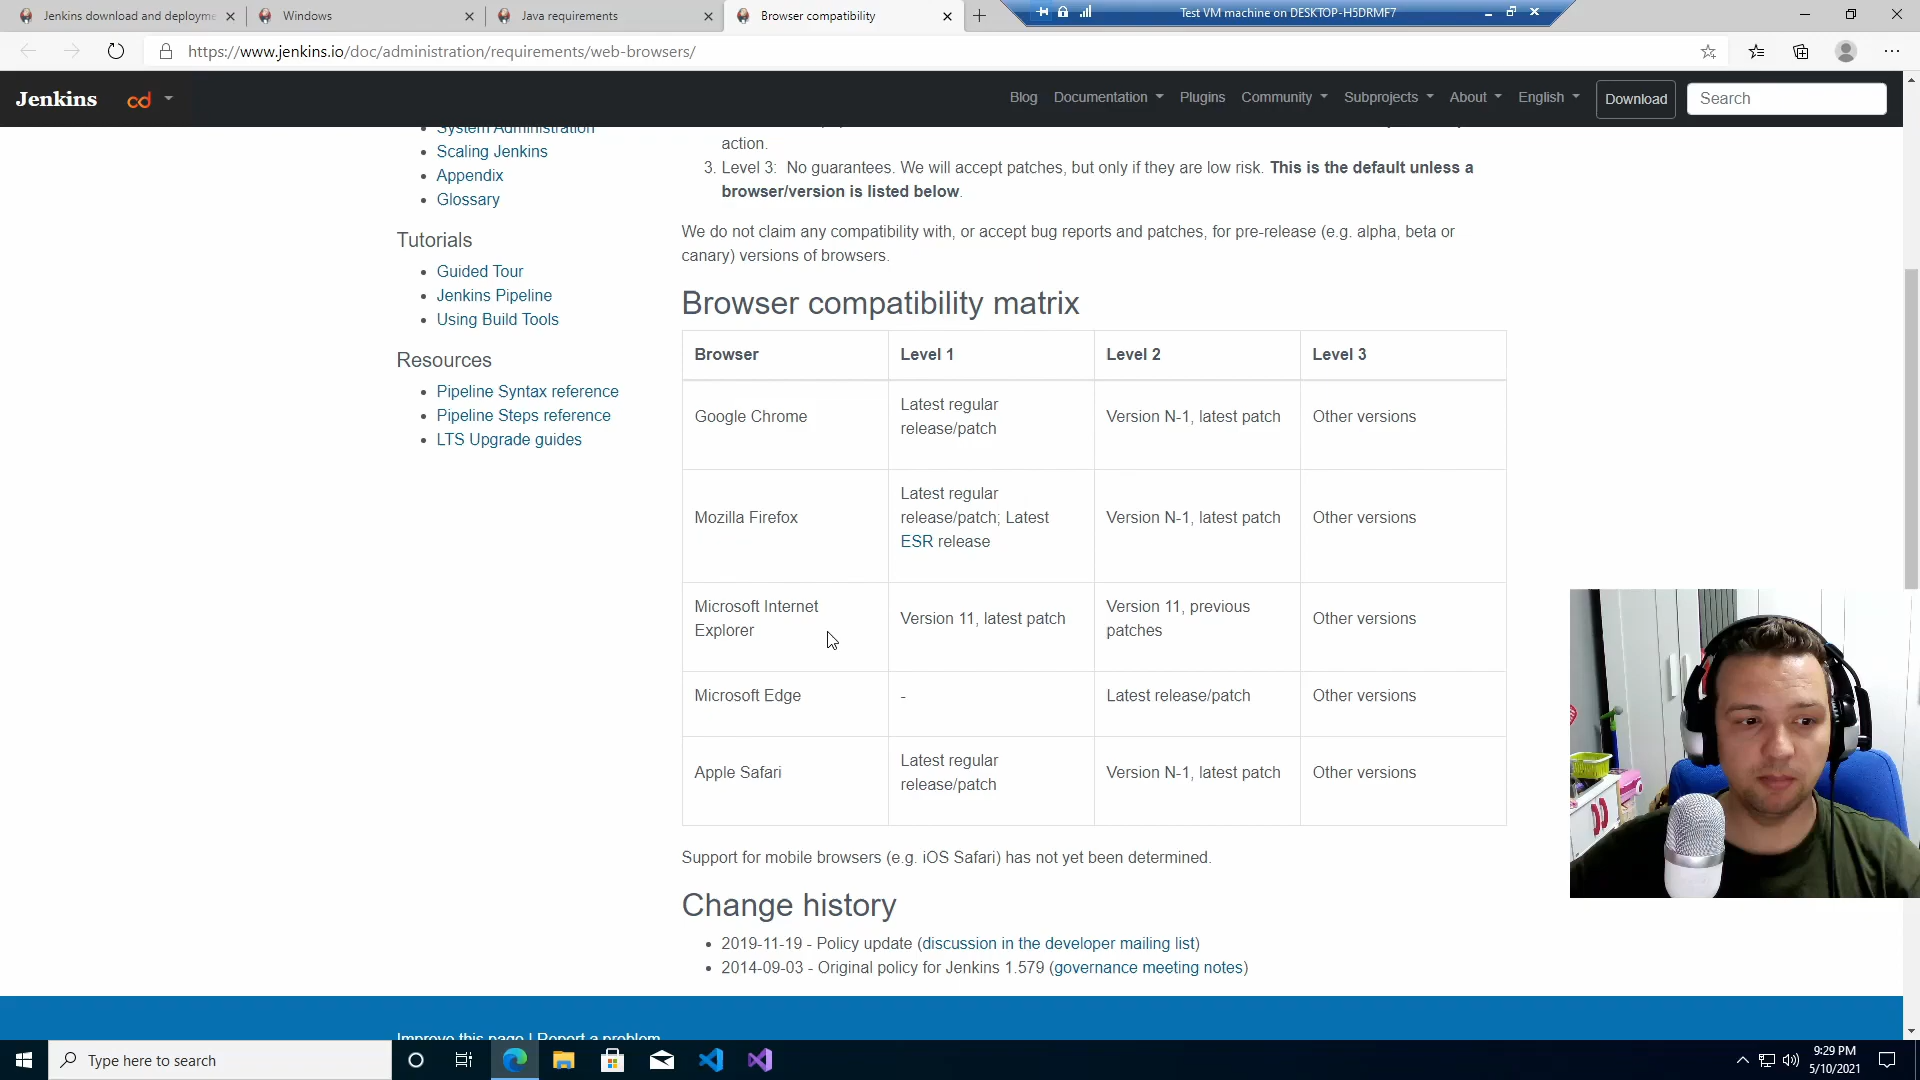 Jenkins download and deployme
Windows
Java requirements
Browser compatibility
Test VM machine on DESKTOP-H5DRMF7
https://www.jenkins.io/doc/administration/requirements/web-browsers/
Jenkins
cd
Blog
Documentation
Plugins
Community
Subprojects
About
English
Download
Search
System Administration
Scaling Jenkins
Appendix
Glossary
Tutorials
Guided Tour
Jenkins Pipeline
Using Build Tools
Resources
Pipeline Syntax reference
Pipeline Steps reference
LTS Upgrade guides
action.
3. Level 3: No guarantees. We will accept patches, but only if they are low risk. This is the default unless a
browser/version is listed below.
We do not claim any compatibility with, or accept bug reports and patches, for pre-release (e.g. alpha, beta or
canary) versions of browsers.
Browser compatibility matrix
Browser Level 1 Level 2 Level 3
Google Chrome
Latest regular
release/patch
Version N-1, latest patch
Other versions
Mozilla Firefox
Latest regular
release/patch; Latest
ESR release
Version N-1, latest patch
Other versions
Microsoft Internet
Explorer
Version 11, latest patch
Version 11, previous
patches
Other versions
Microsoft Edge
-
Latest release/patch
Other versions
Apple Safari
Latest regular
release/patch
Version N-1, latest patch
Other versions
Support for mobile browsers (e.g. iOS Safari) has not yet been determined.
Change history
2019-11-19 - Policy update (discussion in the developer mailing list)
2014-09-03 - Original policy for Jenkins 1.579 (governance meeting notes)
Improve this page | Report a problem
Type here to search
9:29 PM
5/10/2021